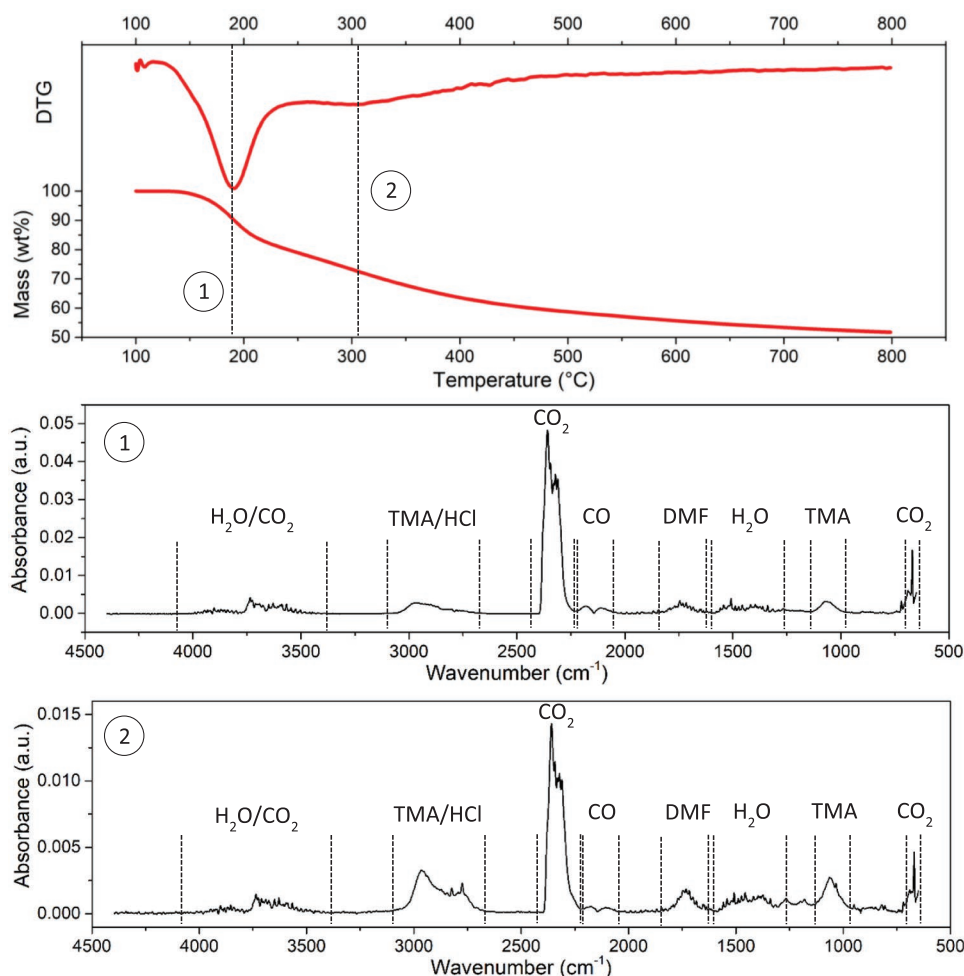 100 200 300 400 500 600 700 800
DTG
2
100
90
80
70
60
50
Mass (wt%)
1
100 200 300 400 500 600 700 800
Temperature (°C)
1
CO₂
0.05
0.04
0.03
0.02
0.01
0.00
Absorbance (a.u.)
H₂O/CO₂ TMA/HCl CO DMF H₂O TMA CO₂
4500 4000 3500 3000 2500 2000 1500 1000 500
Wavenumber (cm⁻¹)
2
CO₂
0.015
0.010
0.005
0.000
Absorbance (a.u.)
H₂O/CO₂ TMA/HCl CO DMF H₂O TMA CO₂
4500 4000 3500 3000 2500 2000 1500 1000 500
Wavenumber (cm⁻¹)